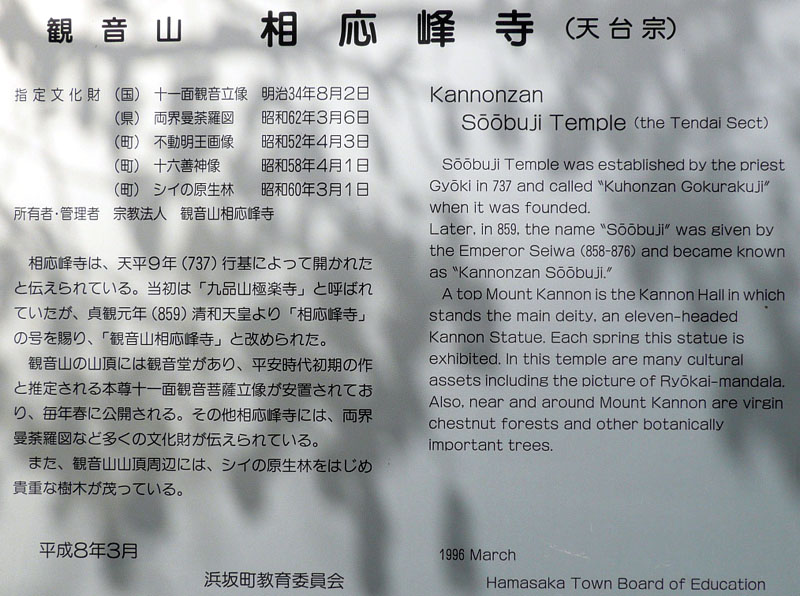 観音山 相応峰寺（天台宗）
指定文化財（国）十一面観音立像 明治34年8月2日
（県）両界曼荼羅図 昭和62年3月6日
（町）不動明王画像 昭和52年4月3日
（町）十六善神像 昭和58年4月1日
（町）シイの原生林 昭和60年3月1日
所有者・管理者 宗教法人 観音山相応峰寺
相応峰寺は、天平9年（737）行基によって開かれた
と伝えられている。当初は「九品山極楽寺」と呼ばれ
ていたが、貞観元年（859）清和天皇より「相応峰寺」
の号を賜り、「観音山相応峰寺」と改められた。
観音山の山頂には観音堂があり、平安時代初期の作
と推定される本尊十一面観音菩薩立像が安置されてお
り、毎年春に公開される。その他相応峰寺には、両界
曼荼羅図など多くの文化財が伝えられている。
また、観音山山頂周辺には、シイの原生林をはじめ
貴重な樹木が茂っている。
平成8年3月
浜坂町教育委員会
Kannonzan
Sōōbuji Temple (the Tendai Sect)
Sōōbuji Temple was established by the priest
Gyōki in 737 and called “Kuhonzan Gokurakuji”
when it was founded.
Later, in 859, the name “Sōōbuji” was given by
the Emperor Seiwa (858-876) and became known
as “Kannonzan Sōōbuji.”
A top Mount Kannon is the Kannon Hall in which
stands the main deity, an eleven-headed
Kannon Statue. Each spring this statue is
exhibited. In this temple are many cultural
assets including the picture of Ryōkai-mandala.
Also, near and around Mount Kannon are virgin
chestnut forests and other botanically
important trees.
1996 March
Hamasaka Town Board of Education